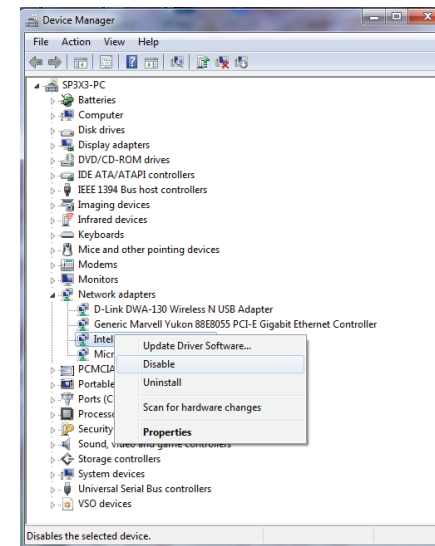 Device Manager
File Action View Help
SP3X3-PC
Batteries
Computer
Disk drives
Display adapters
DVD/CD-ROM drives
IDE ATA/ATAPI controllers
IEEE 1394 Bus host controllers
Imaging devices
Infrared devices
Keyboards
Mice and other pointing devices
Modems
Monitors
Network adapters
D-Link DWA-130 Wireless N USB Adapter
Generic Marvell Yukon 88E8055 PCI-E Gigabit Ethernet Controller
Intel
Update Driver Software...
Disable
Uninstall
Scan for hardware changes
Properties
PCMCIA
Portable
Ports (C
Security
Sound, video and game controllers
Storage controllers
System devices
Universal Serial Bus controllers
VSO devices
Disables the selected device.